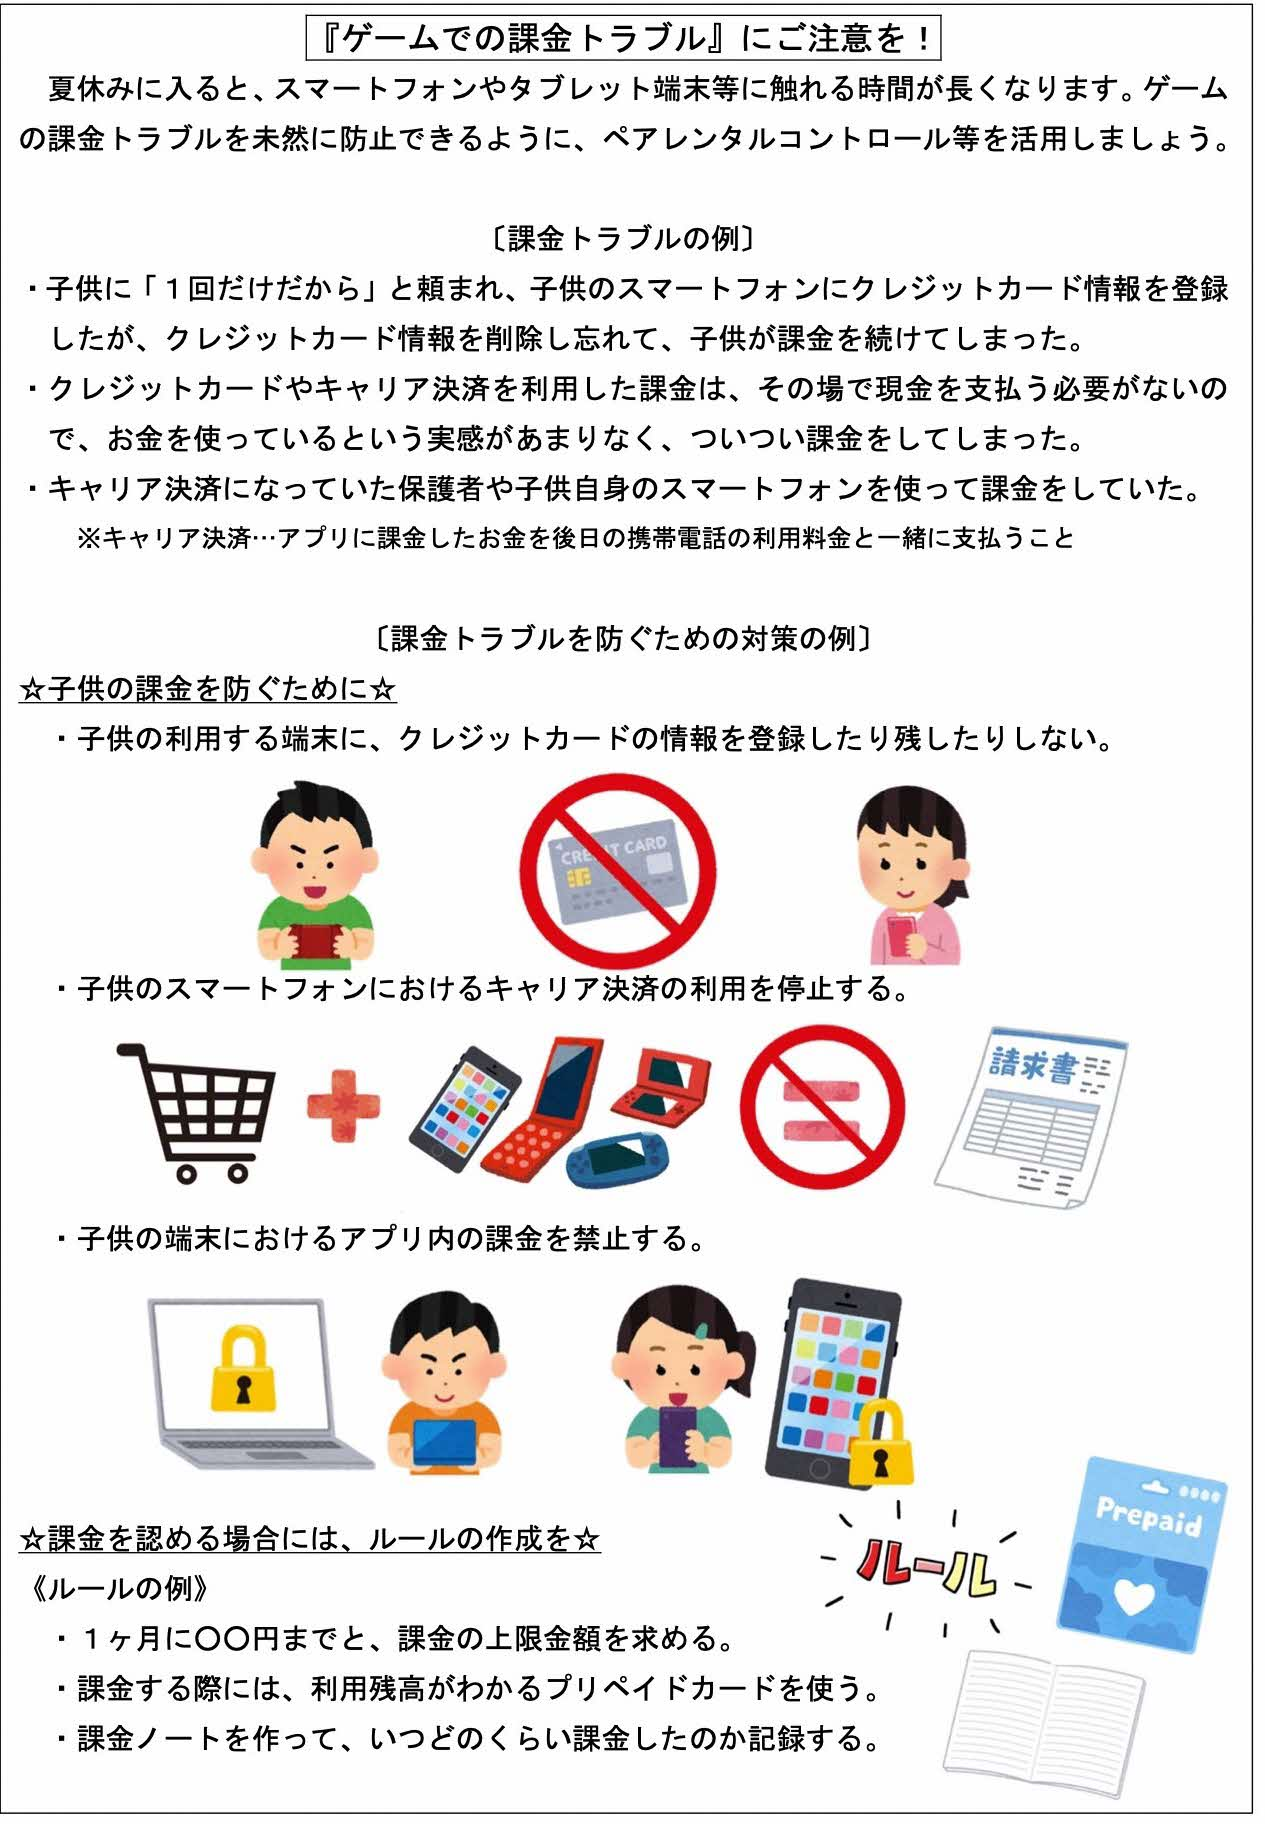 『ゲームでの課金トラブル』にご注意を！
夏休みに入ると、スマートフォンやタブレット端末等に触れる時間が長くなります。ゲーム
の課金トラブルを未然に防止できるように、ペアレンタルコントロール等を活用しましょう。
〔課金トラブルの例〕
・子供に「１回だけだから」と頼まれ、子供のスマートフォンにクレジットカード情報を登録
したが、クレジットカード情報を削除し忘れて、子供が課金を続けてしまった。
・クレジットカードやキャリア決済を利用した課金は、その場で現金を支払う必要がないの
で、お金を使っているという実感があまりなく、ついつい課金をしてしまった。
・キャリア決済になっていた保護者や子供自身のスマートフォンを使って課金をしていた。
※キャリア決済…アプリに課金したお金を後日の携帯電話の利用料金と一緒に支払うこと
〔課金トラブルを防ぐための対策の例〕
☆子供の課金を防ぐために☆
・子供の利用する端末に、クレジットカードの情報を登録したり残したりしない。
CREDIT CARD
・子供のスマートフォンにおけるキャリア決済の利用を停止する。
請求書
・子供の端末におけるアプリ内の課金を禁止する。
Prepaid
☆課金を認める場合には、ルールの作成を☆
ルール
《ルールの例》
・１ヶ月に〇〇円までと、課金の上限金額を求める。
・課金する際には、利用残高がわかるプリペイドカードを使う。
・課金ノートを作って、いつどのくらい課金したのか記録する。